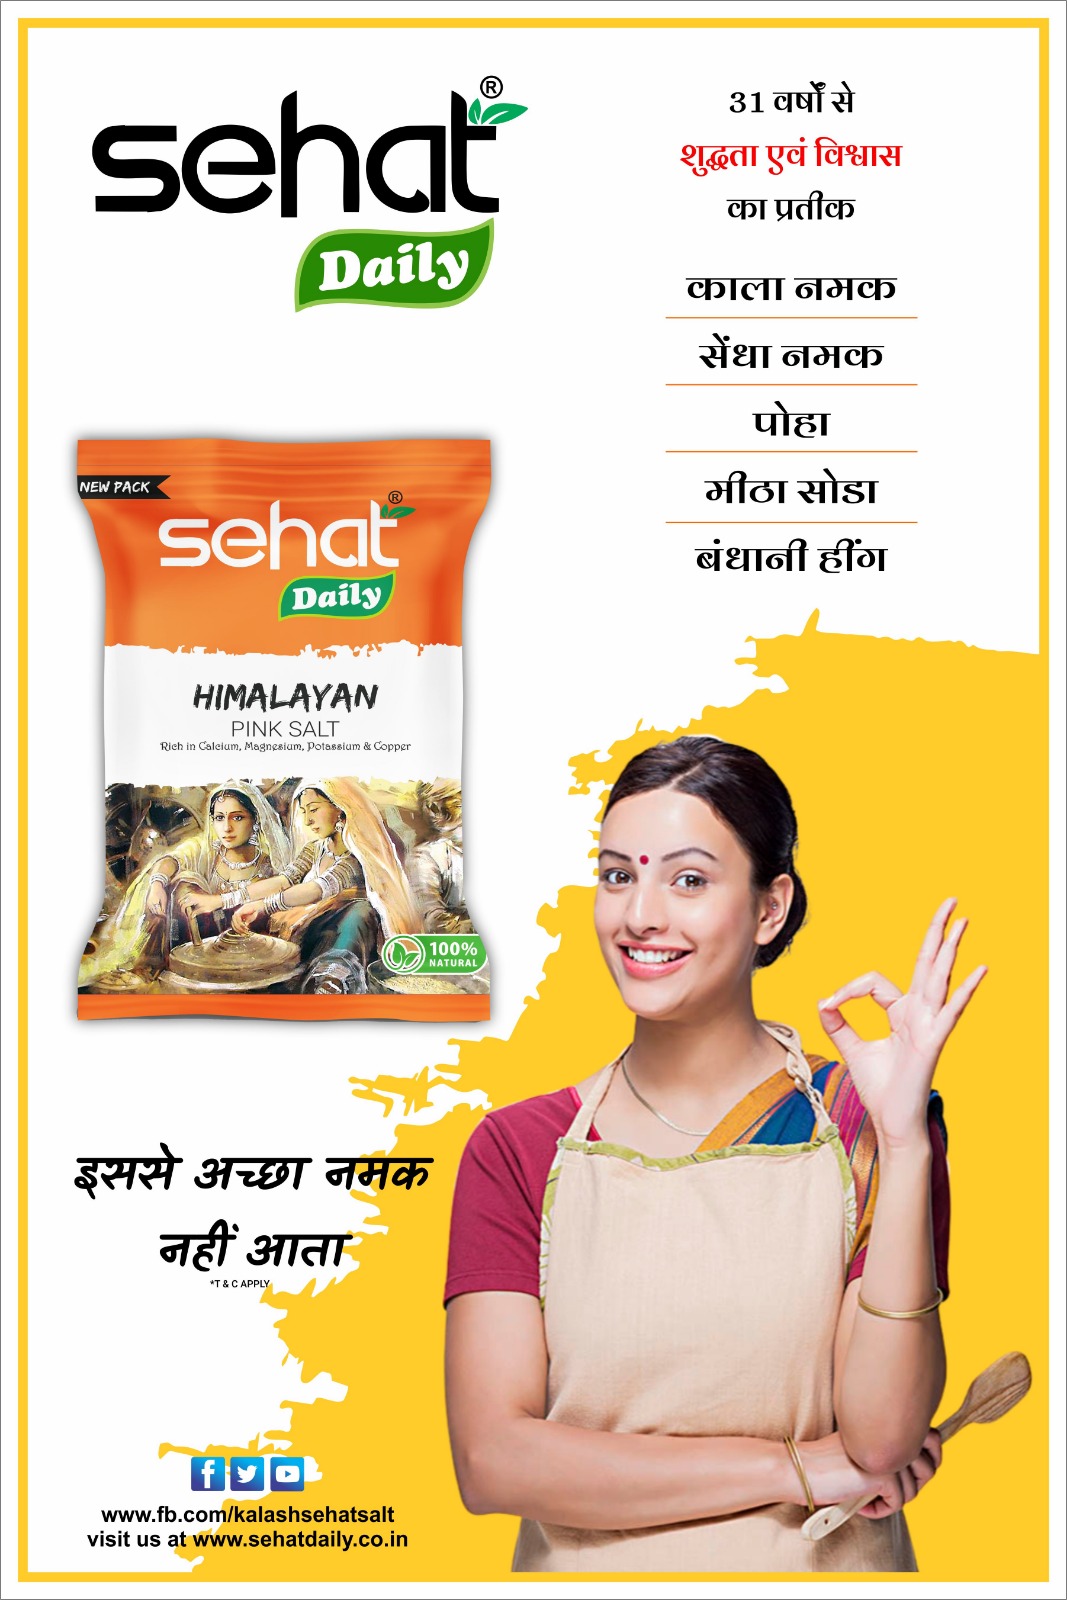 sehat®
Daily
31 वर्षों से
शुद्धता एवं विश्वास
का प्रतीक
काला नमक
सेंधा नमक
पोहा
मीठा सोडा
बंधानी हींग
NEW PACK
sehat®
Daily
HIMALAYAN
PINK SALT
Rich in Calcium, Magnesium, Potassium & Copper
100%
NATURAL
इससे अच्छा नमक
नहीं आता
*T & C APPLY
www.fb.com/kalashsehatsalt
visit us at www.sehatdaily.co.in